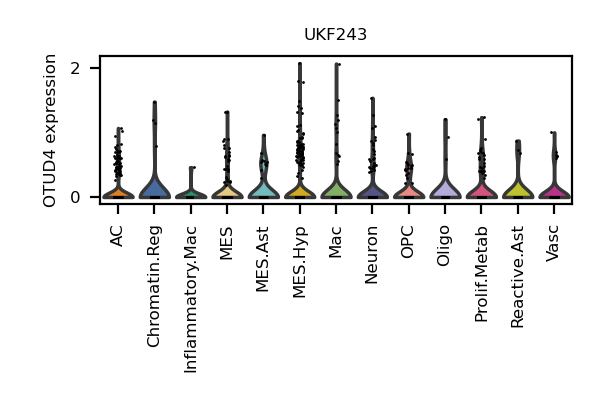 UKF243
OTUD4 expression
2
0
AC
Chromatin.Reg
Inflammatory.Mac
MES
MES.Ast
MES.Hyp
Mac
Neuron
OPC
Oligo
Prolif.Metab
Reactive.Ast
Vasc